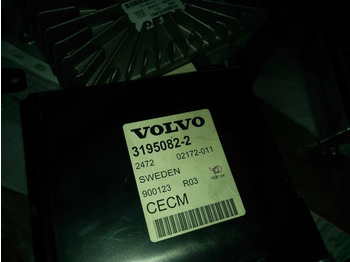 VOLVO
3195082-2
2472 02172-011
SWEDEN
900123 R03
CECM